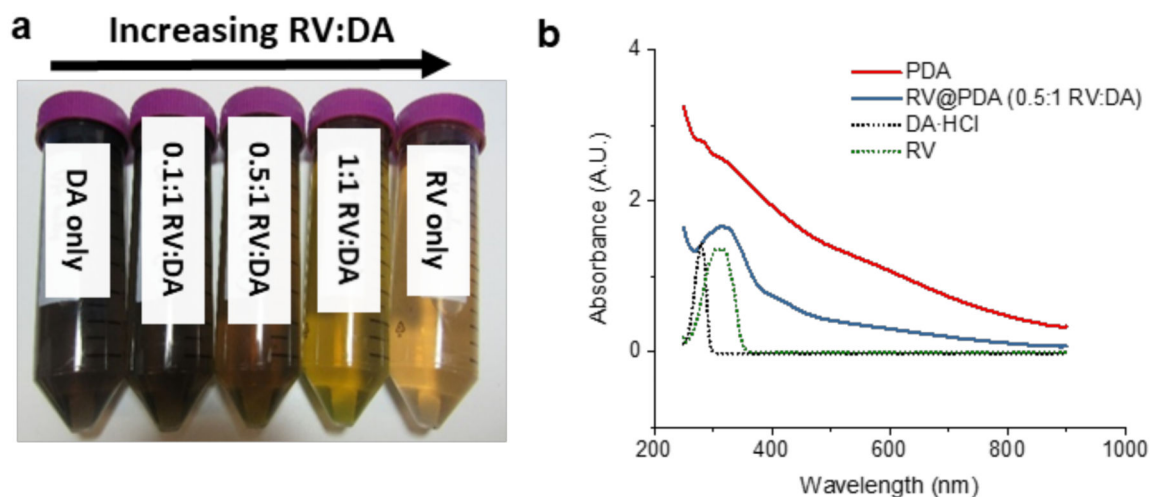 a
Increasing RV:DA
DA only
0.1:1 RV:DA
0.5:1 RV:DA
1:1 RV:DA
RV only
b
4
2
0
Absorbance (A.U.)
PDA
RV@PDA (0.5:1 RV:DA)
DA·HCl
RV
200
400
600
800
1000
Wavelength (nm)